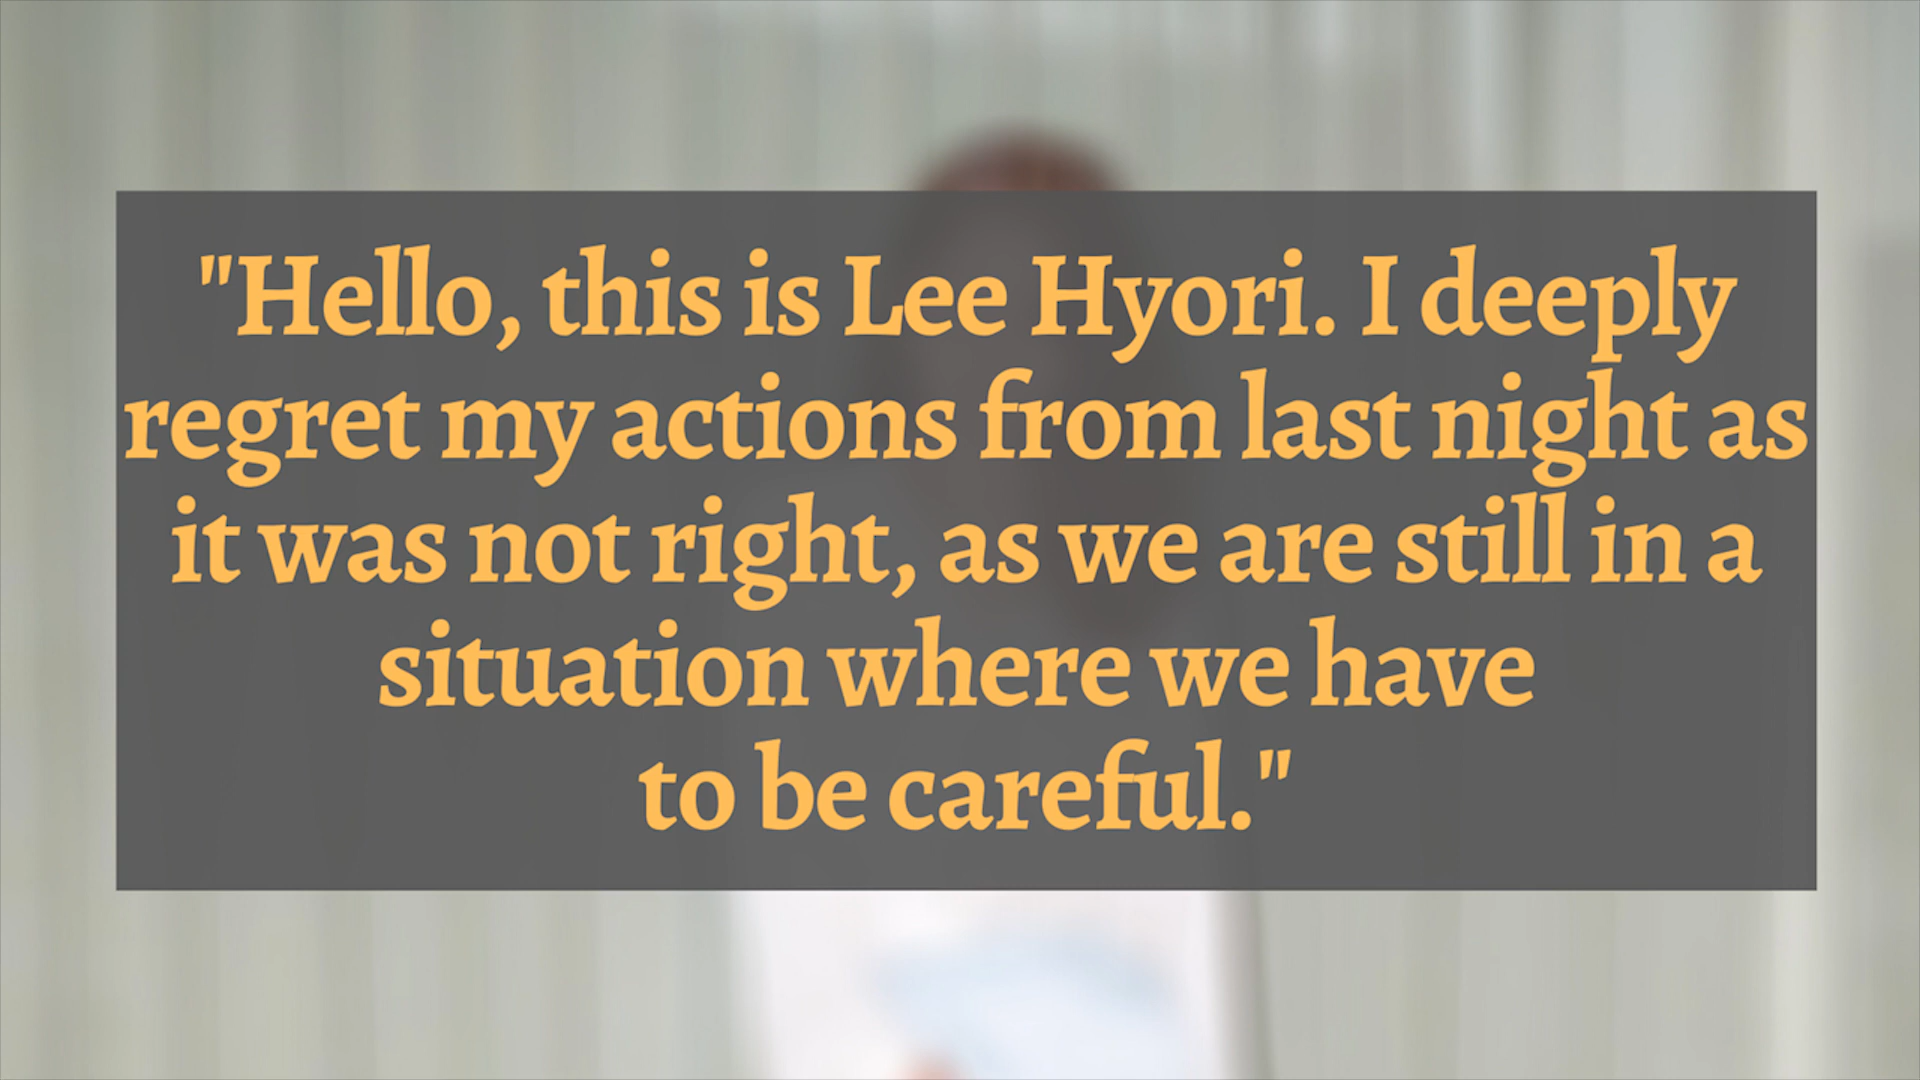 "Hello, this is Lee Hyori. I deeply
regret my actions from last night as
it was not right, as we are still in a
situation where we have
to be careful."